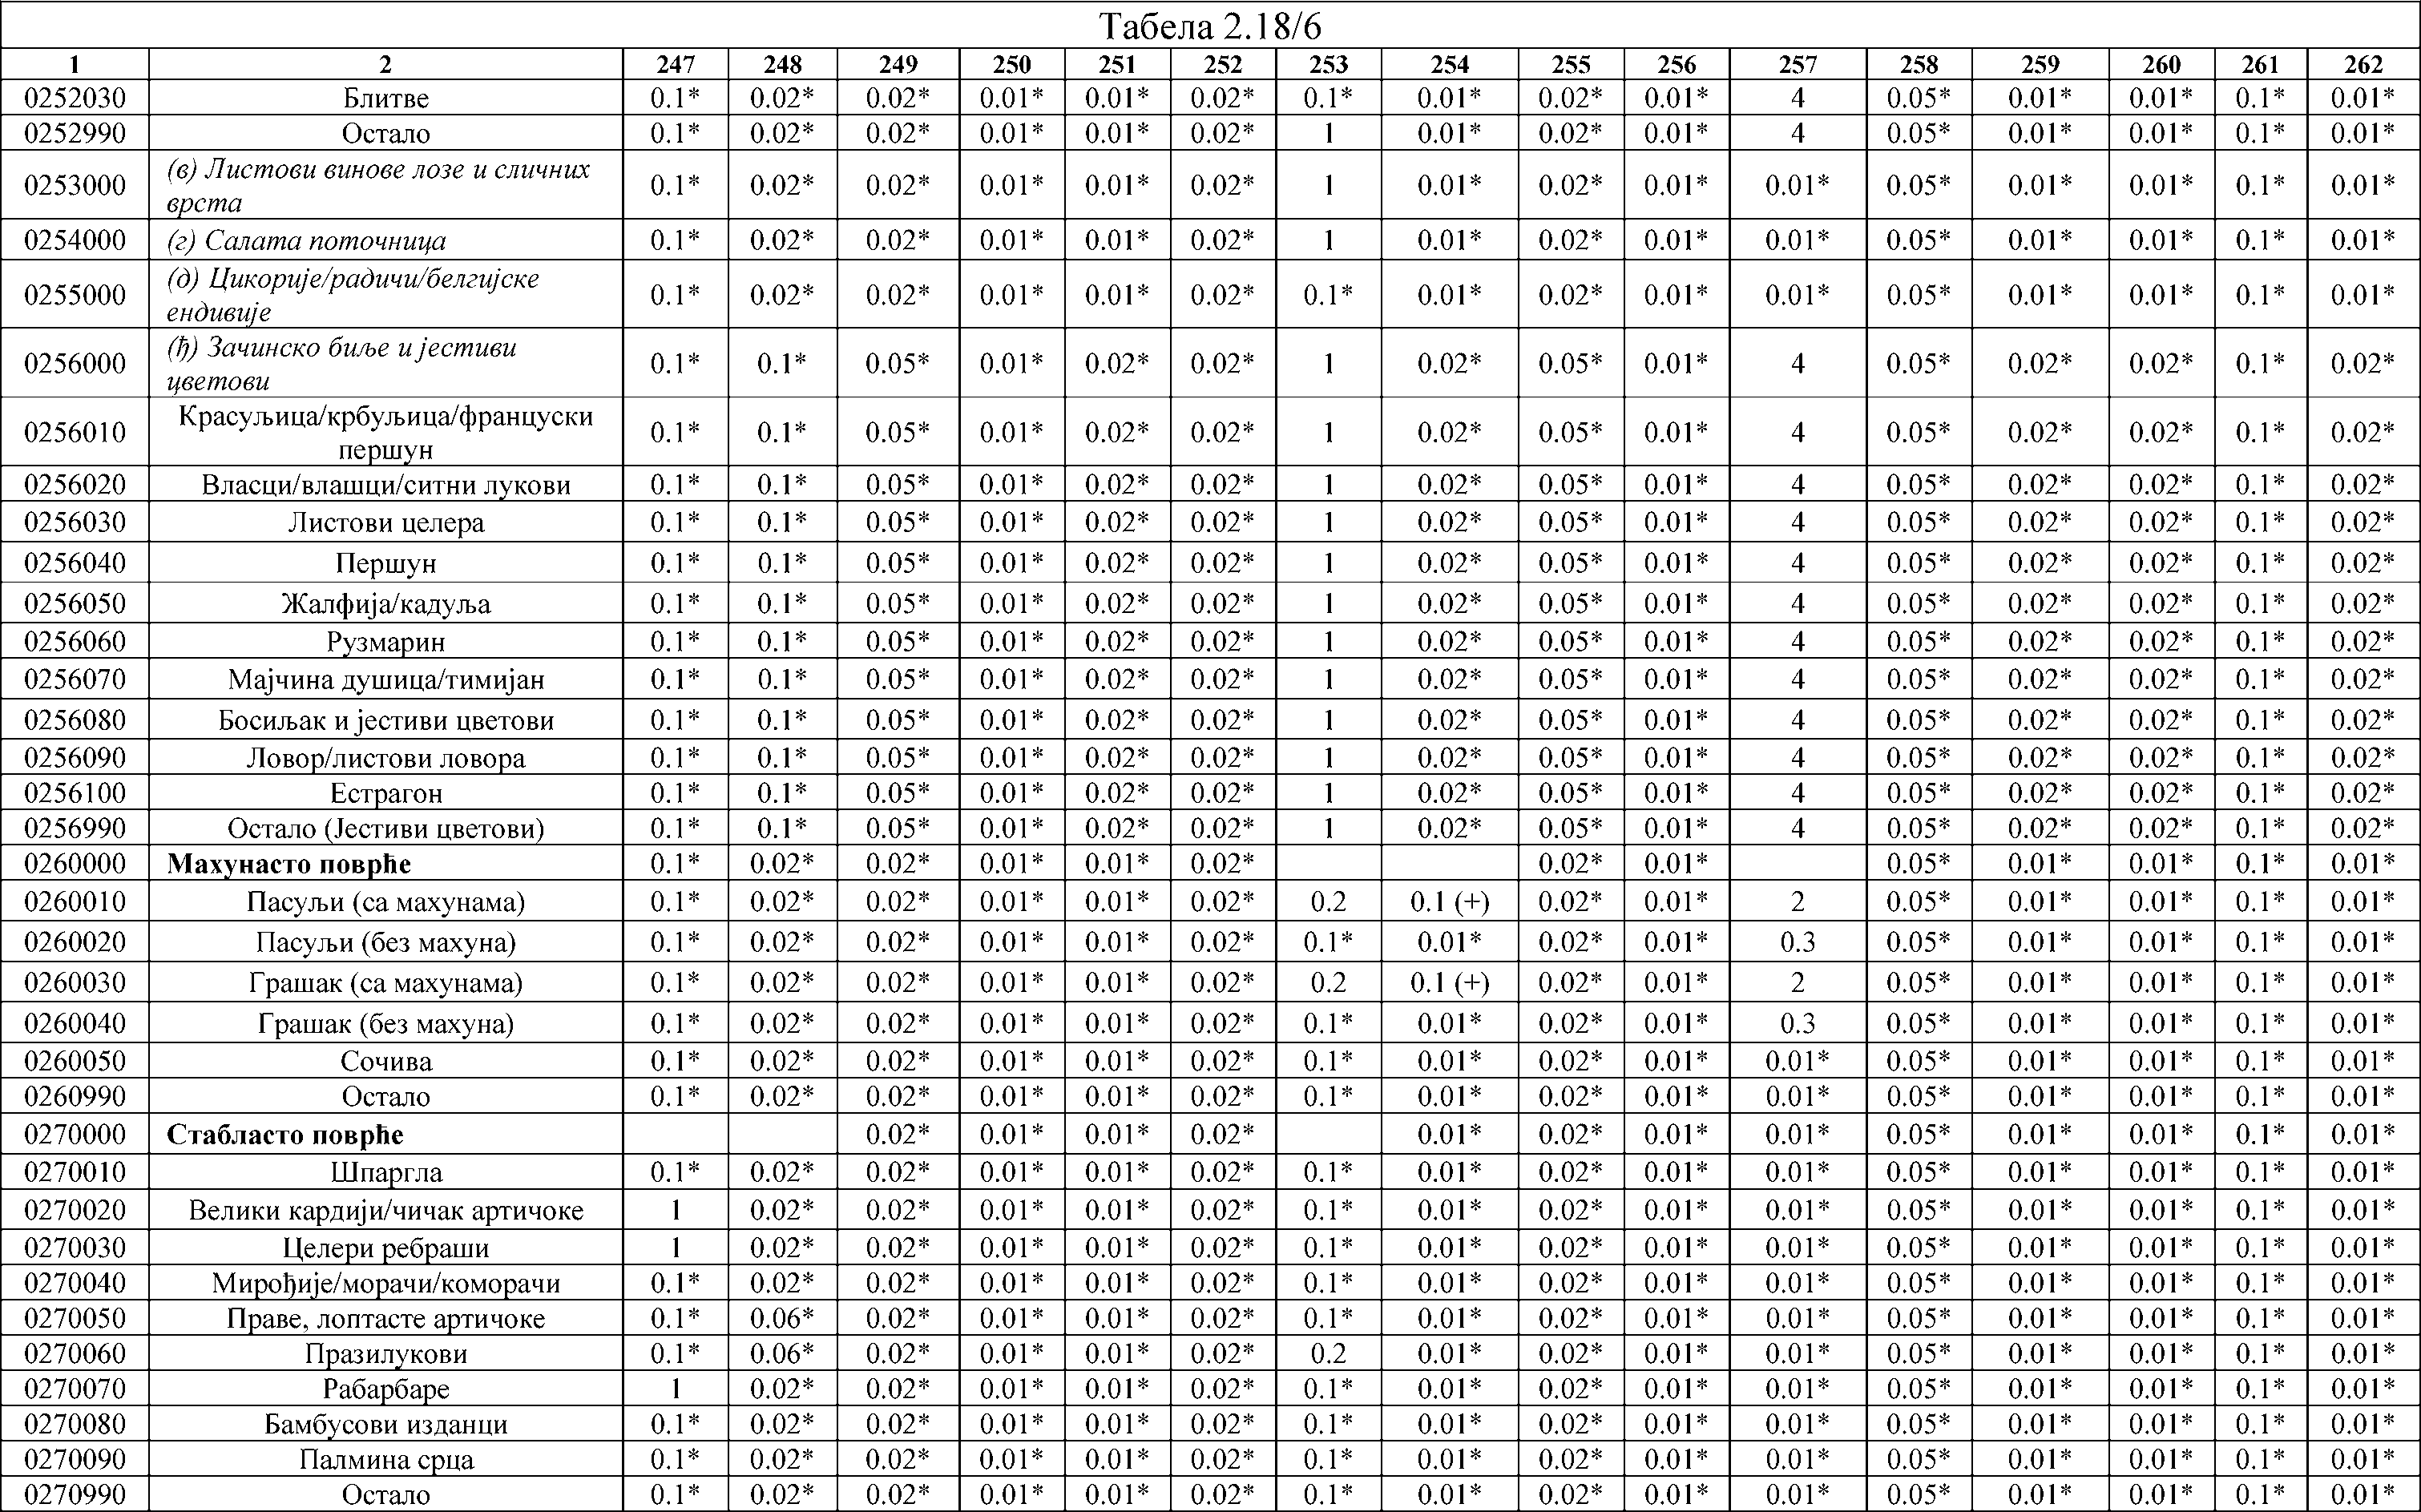 Табела 2.18/6
1 2 247 248 249 250 251 252 253 254 255 256 257 258 259 260 261 262
0252030 Блитве 0.1* 0.02* 0.02* 0.01* 0.01* 0.02* 0.1* 0.01* 0.02* 0.01* 4 0.05* 0.01* 0.01* 0.1* 0.01*
0252990 Остало 0.1* 0.02* 0.02* 0.01* 0.01* 0.02* 1 0.01* 0.02* 0.01* 4 0.05* 0.01* 0.01* 0.1* 0.01*
0253000 (в) Листови винове лозе и сличних
врста 0.1* 0.02* 0.02* 0.01* 0.01* 0.02* 1 0.01* 0.02* 0.01* 0.01* 0.05* 0.01* 0.01* 0.1* 0.01*
0254000 (г) Салата поточница 0.1* 0.02* 0.02* 0.01* 0.01* 0.02* 1 0.01* 0.02* 0.01* 0.01* 0.05* 0.01* 0.01* 0.1* 0.01*
0255000 (д) Цикорије/радичи/белгијске
ендивије 0.1* 0.02* 0.02* 0.01* 0.01* 0.02* 0.1* 0.01* 0.02* 0.01* 0.01* 0.05* 0.01* 0.01* 0.1* 0.01*
0256000 (ђ) Зачинско биље и јестиви
цветови 0.1* 0.1* 0.05* 0.01* 0.02* 0.02* 1 0.02* 0.05* 0.01* 4 0.05* 0.02* 0.02* 0.1* 0.02*
0256010 Красуљица/крбуљица/француски
першун 0.1* 0.1* 0.05* 0.01* 0.02* 0.02* 1 0.02* 0.05* 0.01* 4 0.05* 0.02* 0.02* 0.1* 0.02*
0256020 Власци/влашци/ситни лукови 0.1* 0.1* 0.05* 0.01* 0.02* 0.02* 1 0.02* 0.05* 0.01* 4 0.05* 0.02* 0.02* 0.1* 0.02*
0256030 Листови целера 0.1* 0.1* 0.05* 0.01* 0.02* 0.02* 1 0.02* 0.05* 0.01* 4 0.05* 0.02* 0.02* 0.1* 0.02*
0256040 Першун 0.1* 0.1* 0.05* 0.01* 0.02* 0.02* 1 0.02* 0.05* 0.01* 4 0.05* 0.02* 0.02* 0.1* 0.02*
0256050 Жалфија/кадуља 0.1* 0.1* 0.05* 0.01* 0.02* 0.02* 1 0.02* 0.05* 0.01* 4 0.05* 0.02* 0.02* 0.1* 0.02*
0256060 Рузмарин 0.1* 0.1* 0.05* 0.01* 0.02* 0.02* 1 0.02* 0.05* 0.01* 4 0.05* 0.02* 0.02* 0.1* 0.02*
0256070 Мајчина душица/тимијан 0.1* 0.1* 0.05* 0.01* 0.02* 0.02* 1 0.02* 0.05* 0.01* 4 0.05* 0.02* 0.02* 0.1* 0.02*
0256080 Босиљак и јестиви цветови 0.1* 0.1* 0.05* 0.01* 0.02* 0.02* 1 0.02* 0.05* 0.01* 4 0.05* 0.02* 0.02* 0.1* 0.02*
0256090 Ловор/листови ловора 0.1* 0.1* 0.05* 0.01* 0.02* 0.02* 1 0.02* 0.05* 0.01* 4 0.05* 0.02* 0.02* 0.1* 0.02*
0256100 Естрагон 0.1* 0.1* 0.05* 0.01* 0.02* 0.02* 1 0.02* 0.05* 0.01* 4 0.05* 0.02* 0.02* 0.1* 0.02*
0256990 Остало (Јестиви цветови) 0.1* 0.1* 0.05* 0.01* 0.02* 0.02* 1 0.02* 0.05* 0.01* 4 0.05* 0.02* 0.02* 0.1* 0.02*
0260000 Махунасто поврће 0.1* 0.02* 0.02* 0.01* 0.01* 0.02* 0.02* 0.01* 0.05* 0.01* 0.01* 0.1* 0.01*
0260010 Пасуљи (са махунама) 0.1* 0.02* 0.02* 0.01* 0.01* 0.02* 0.2 0.1 (+) 0.02* 0.01* 2 0.05* 0.01* 0.01* 0.1* 0.01*
0260020 Пасуљи (без махуна) 0.1* 0.02* 0.02* 0.01* 0.01* 0.02* 0.1* 0.01* 0.02* 0.01* 0.3 0.05* 0.01* 0.01* 0.1* 0.01*
0260030 Грашак (са махунама) 0.1* 0.02* 0.02* 0.01* 0.01* 0.02* 0.2 0.1 (+) 0.02* 0.01* 2 0.05* 0.01* 0.01* 0.1* 0.01*
0260040 Грашак (без махуна) 0.1* 0.02* 0.02* 0.01* 0.01* 0.02* 0.1* 0.01* 0.02* 0.01* 0.3 0.05* 0.01* 0.01* 0.1* 0.01*
0260050 Сочива 0.1* 0.02* 0.02* 0.01* 0.01* 0.02* 0.1* 0.01* 0.02* 0.01* 0.01* 0.05* 0.01* 0.01* 0.1* 0.01*
0260990 Остало 0.1* 0.02* 0.02* 0.01* 0.01* 0.02* 0.1* 0.01* 0.02* 0.01* 0.01* 0.05* 0.01* 0.01* 0.1* 0.01*
0270000 Стабласто поврће 0.02* 0.01* 0.01* 0.02* 0.01* 0.02* 0.01* 0.01* 0.05* 0.01* 0.01* 0.1* 0.01*
0270010 Шпаргла 0.1* 0.02* 0.02* 0.01* 0.01* 0.02* 0.1* 0.01* 0.02* 0.01* 0.01* 0.05* 0.01* 0.01* 0.1* 0.01*
0270020 Велики кардији/чичак артичоке 1 0.02* 0.02* 0.01* 0.01* 0.02* 0.1* 0.01* 0.02* 0.01* 0.01* 0.05* 0.01* 0.01* 0.1* 0.01*
0270030 Целери ребраши 1 0.02* 0.02* 0.01* 0.01* 0.02* 0.1* 0.01* 0.02* 0.01* 0.01* 0.05* 0.01* 0.01* 0.1* 0.01*
0270040 Мирођије/морачи/коморачи 0.1* 0.02* 0.02* 0.01* 0.01* 0.02* 0.1* 0.01* 0.02* 0.01* 0.01* 0.05* 0.01* 0.01* 0.1* 0.01*
0270050 Праве, лоптасте артичоке 0.1* 0.06* 0.02* 0.01* 0.01* 0.02* 0.1* 0.01* 0.02* 0.01* 0.01* 0.05* 0.01* 0.01* 0.1* 0.01*
0270060 Празилукови 0.1* 0.06* 0.02* 0.01* 0.01* 0.02* 0.2 0.01* 0.02* 0.01* 0.01* 0.05* 0.01* 0.01* 0.1* 0.01*
0270070 Рабарбаре 1 0.02* 0.02* 0.01* 0.01* 0.02* 0.1* 0.01* 0.02* 0.01* 0.01* 0.05* 0.01* 0.01* 0.1* 0.01*
0270080 Бамбусови изданци 0.1* 0.02* 0.02* 0.01* 0.01* 0.02* 0.1* 0.01* 0.02* 0.01* 0.01* 0.05* 0.01* 0.01* 0.1* 0.01*
0270090 Палмина срца 0.1* 0.02* 0.02* 0.01* 0.01* 0.02* 0.1* 0.01* 0.02* 0.01* 0.01* 0.05* 0.01* 0.01* 0.1* 0.01*
0270990 Остало 0.1* 0.02* 0.02* 0.01* 0.01* 0.02* 0.1* 0.01* 0.02* 0.01* 0.01* 0.05* 0.01* 0.01* 0.1* 0.01*